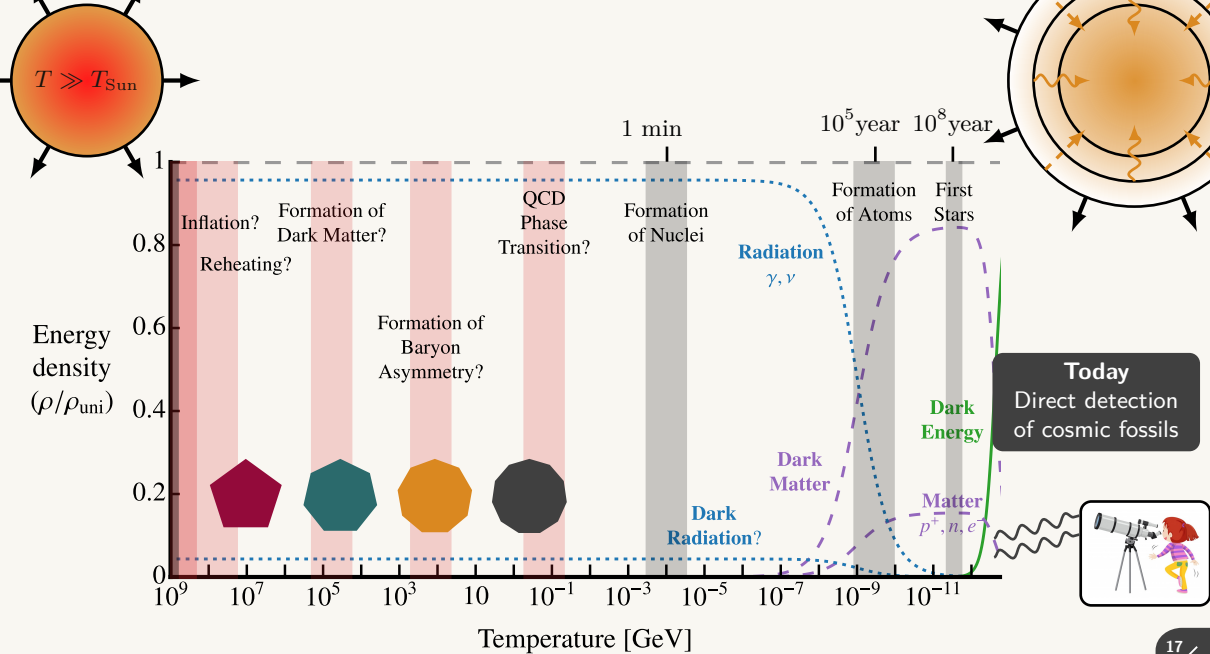 T ≫ T_Sun
1 min
10^5 year
10^8 year
1
0.8
0.6
0.4
0.2
0
Energy
density
(ρ/ρ_uni)
Inflation?
Reheating?
Formation of
Dark Matter?
Formation of
Baryon
Asymmetry?
QCD
Phase
Transition?
Formation
of Nuclei
Radiation
γ, ν
Formation
of Atoms
First
Stars
Dark
Energy
Dark
Matter
Matter
p^+, n, e^-
Dark
Radiation?
Today
Direct detection
of cosmic fossils
10^9
10^7
10^5
10^3
10
10^−1
10^−3
10^−5
10^−7
10^−9
10^−11
Temperature [GeV]
17